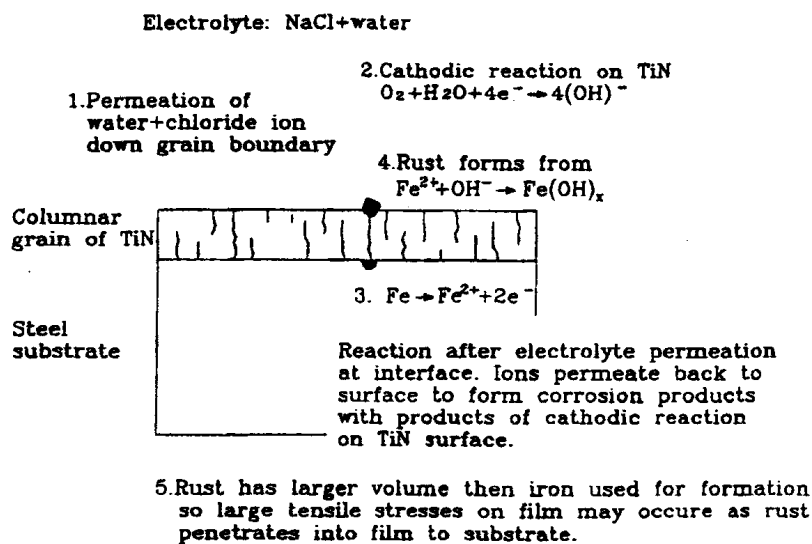 Electrolyte: NaCl+water
2.Cathodic reaction on TiN
O₂+H₂O+4e⁻→4(OH)⁻
1.Permeation of
water+chloride ion
down grain boundary
4.Rust forms from
Fe²⁺+OH⁻→Fe(OH)ₓ
Columnar
grain of TiN
3. Fe→Fe²⁺+2e⁻
Steel
substrate
Reaction after electrolyte permeation
at interface. Ions permeate back to
surface to form corrosion products
with products of cathodic reaction
on TiN surface.
5.Rust has larger volume then iron used for formation
so large tensile stresses on film may occure as rust
penetrates into film to substrate.